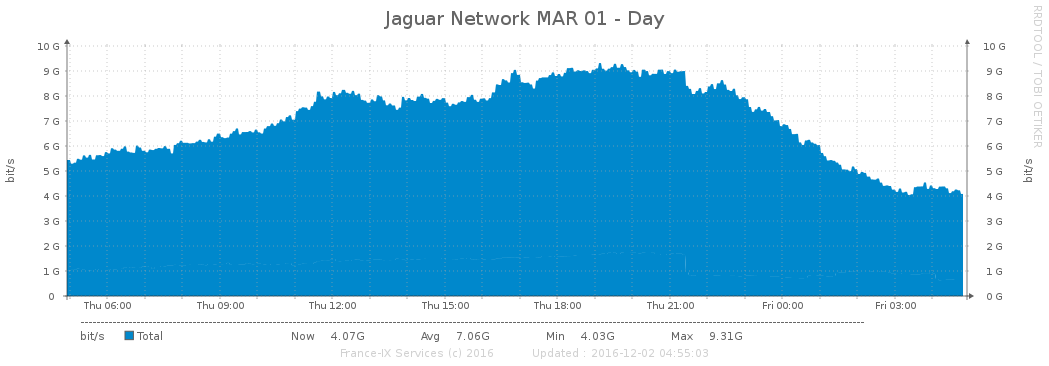 Jaguar Network MAR 01 - Day
RRDTOOL / TOBI OETIKER
10 G 10 G
9 G 9 G
8 G 8 G
7 G 7 G
6 G 6 G
5 G 5 G
4 G 4 G
3 G 3 G
2 G 2 G
1 G 1 G
0 0 G
bit/s
bit/s
Thu 06:00 Thu 09:00 Thu 12:00 Thu 15:00 Thu 18:00 Thu 21:00 Fri 00:00 Fri 03:00
bit/s Total Now 4.07G Avg 7.06G Min 4.03G Max 9.31G
France-IX Services (c) 2016 Updated : 2016-12-02 04:55:03